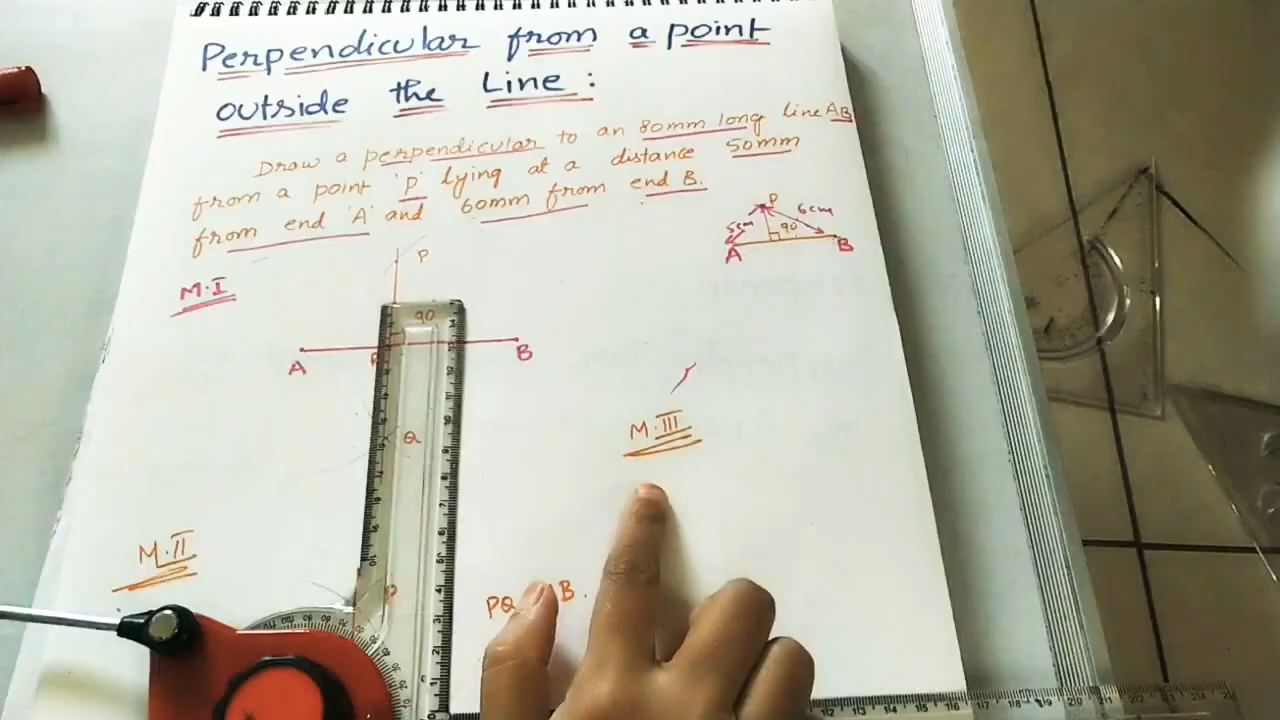 Perpendicular from a point
outside the Line:
Draw a perpendicular to an 80mm long line AB
from a point 'P' lying at a distance 50mm
from end 'A' and 60mm from end B.
P
5cm 6cm
90°
A B
M.I
P
90
A B
Q
M.III
M.II
P
PQ B.